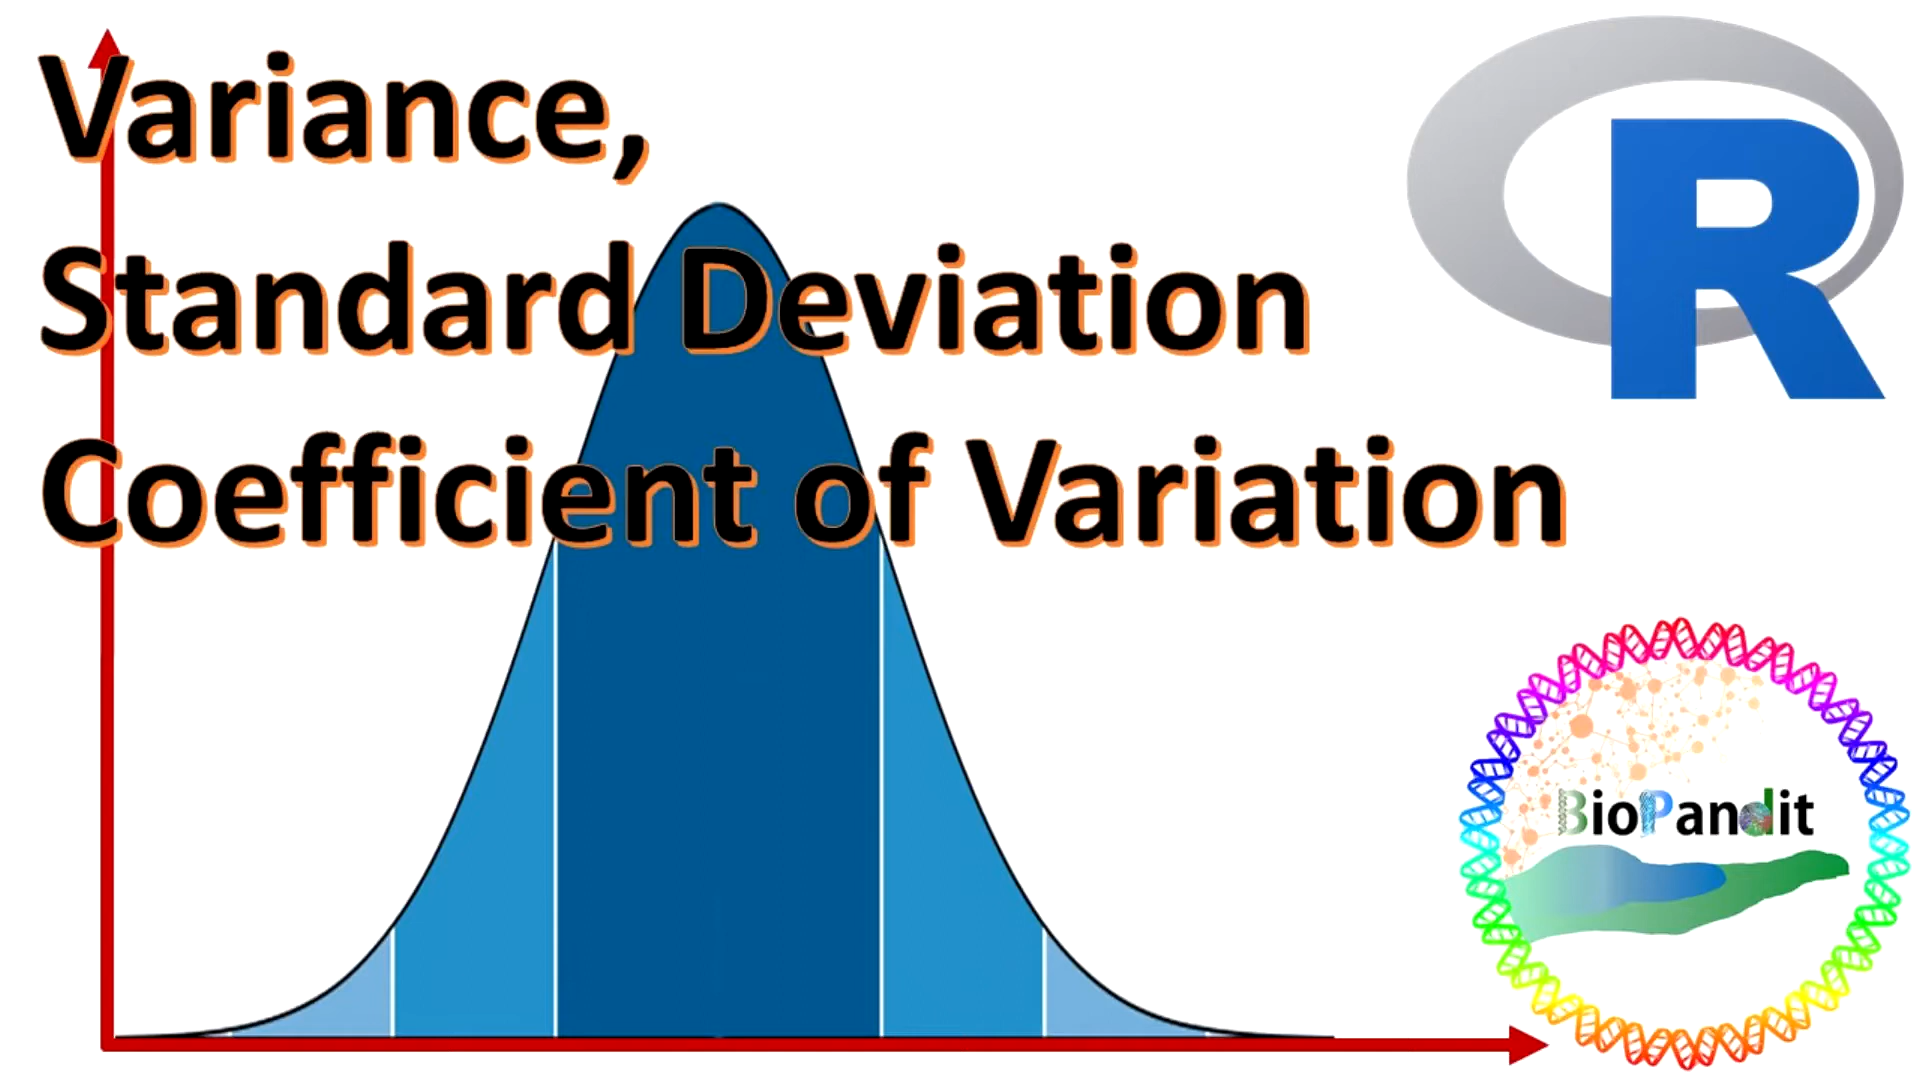 Variance,
Standard Deviation
Coefficient of Variation
R
BioPandit